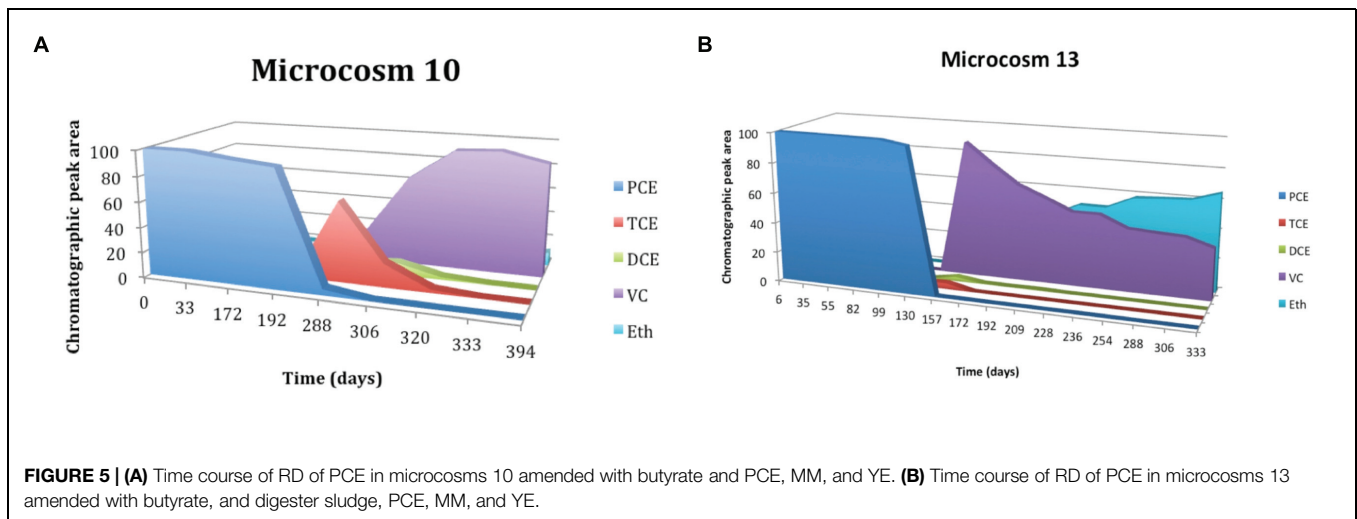 A
Microcosm 10
Chromatographic peak area
100
80
60
40
20
0
0 33 172 192 288 306 320 333 394
Time (days)
PCE
TCE
DCE
VC
Eth
B
Microcosm 13
Chromatographic peak area
100
80
60
40
20
0
6 35 55 82 99 130 157 172 192 209 228 236 254 288 306 333
Time (days)
PCE
TCE
DCE
VC
Eth
FIGURE 5 | (A) Time course of RD of PCE in microcosms 10 amended with butyrate and PCE, MM, and YE. (B) Time course of RD of PCE in microcosms 13
amended with butyrate, and digester sludge, PCE, MM, and YE.